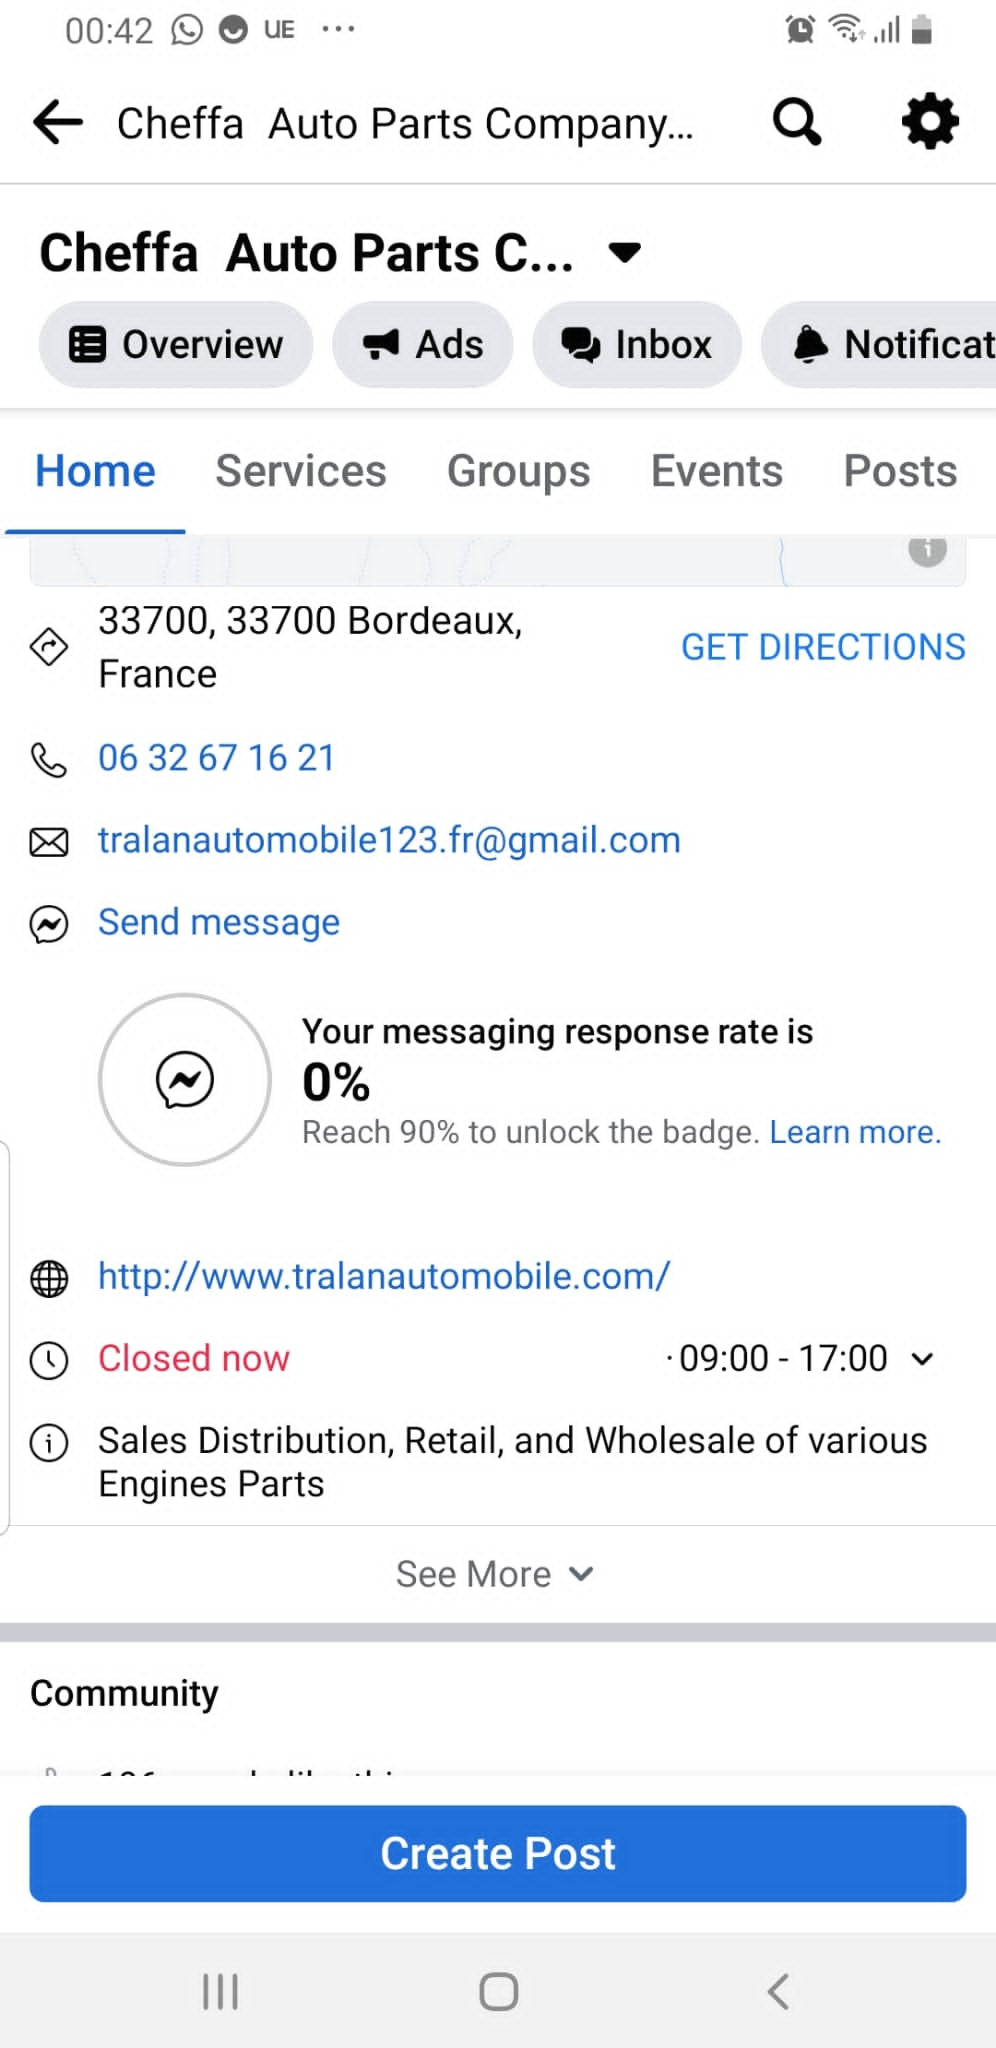 00:42 UE
Cheffa Auto Parts Company...
Cheffa Auto Parts C...
Overview Ads Inbox Notificat
Home Services Groups Events Posts
33700, 33700 Bordeaux,
France
GET DIRECTIONS
06 32 67 16 21
tralanautomobile123.fr@gmail.com
Send message
Your messaging response rate is
0%
Reach 90% to unlock the badge. Learn more.
http://www.tralanautomobile.com/
Closed now · 09:00 - 17:00
Sales Distribution, Retail, and Wholesale of various
Engines Parts
See More
Community
Create Post